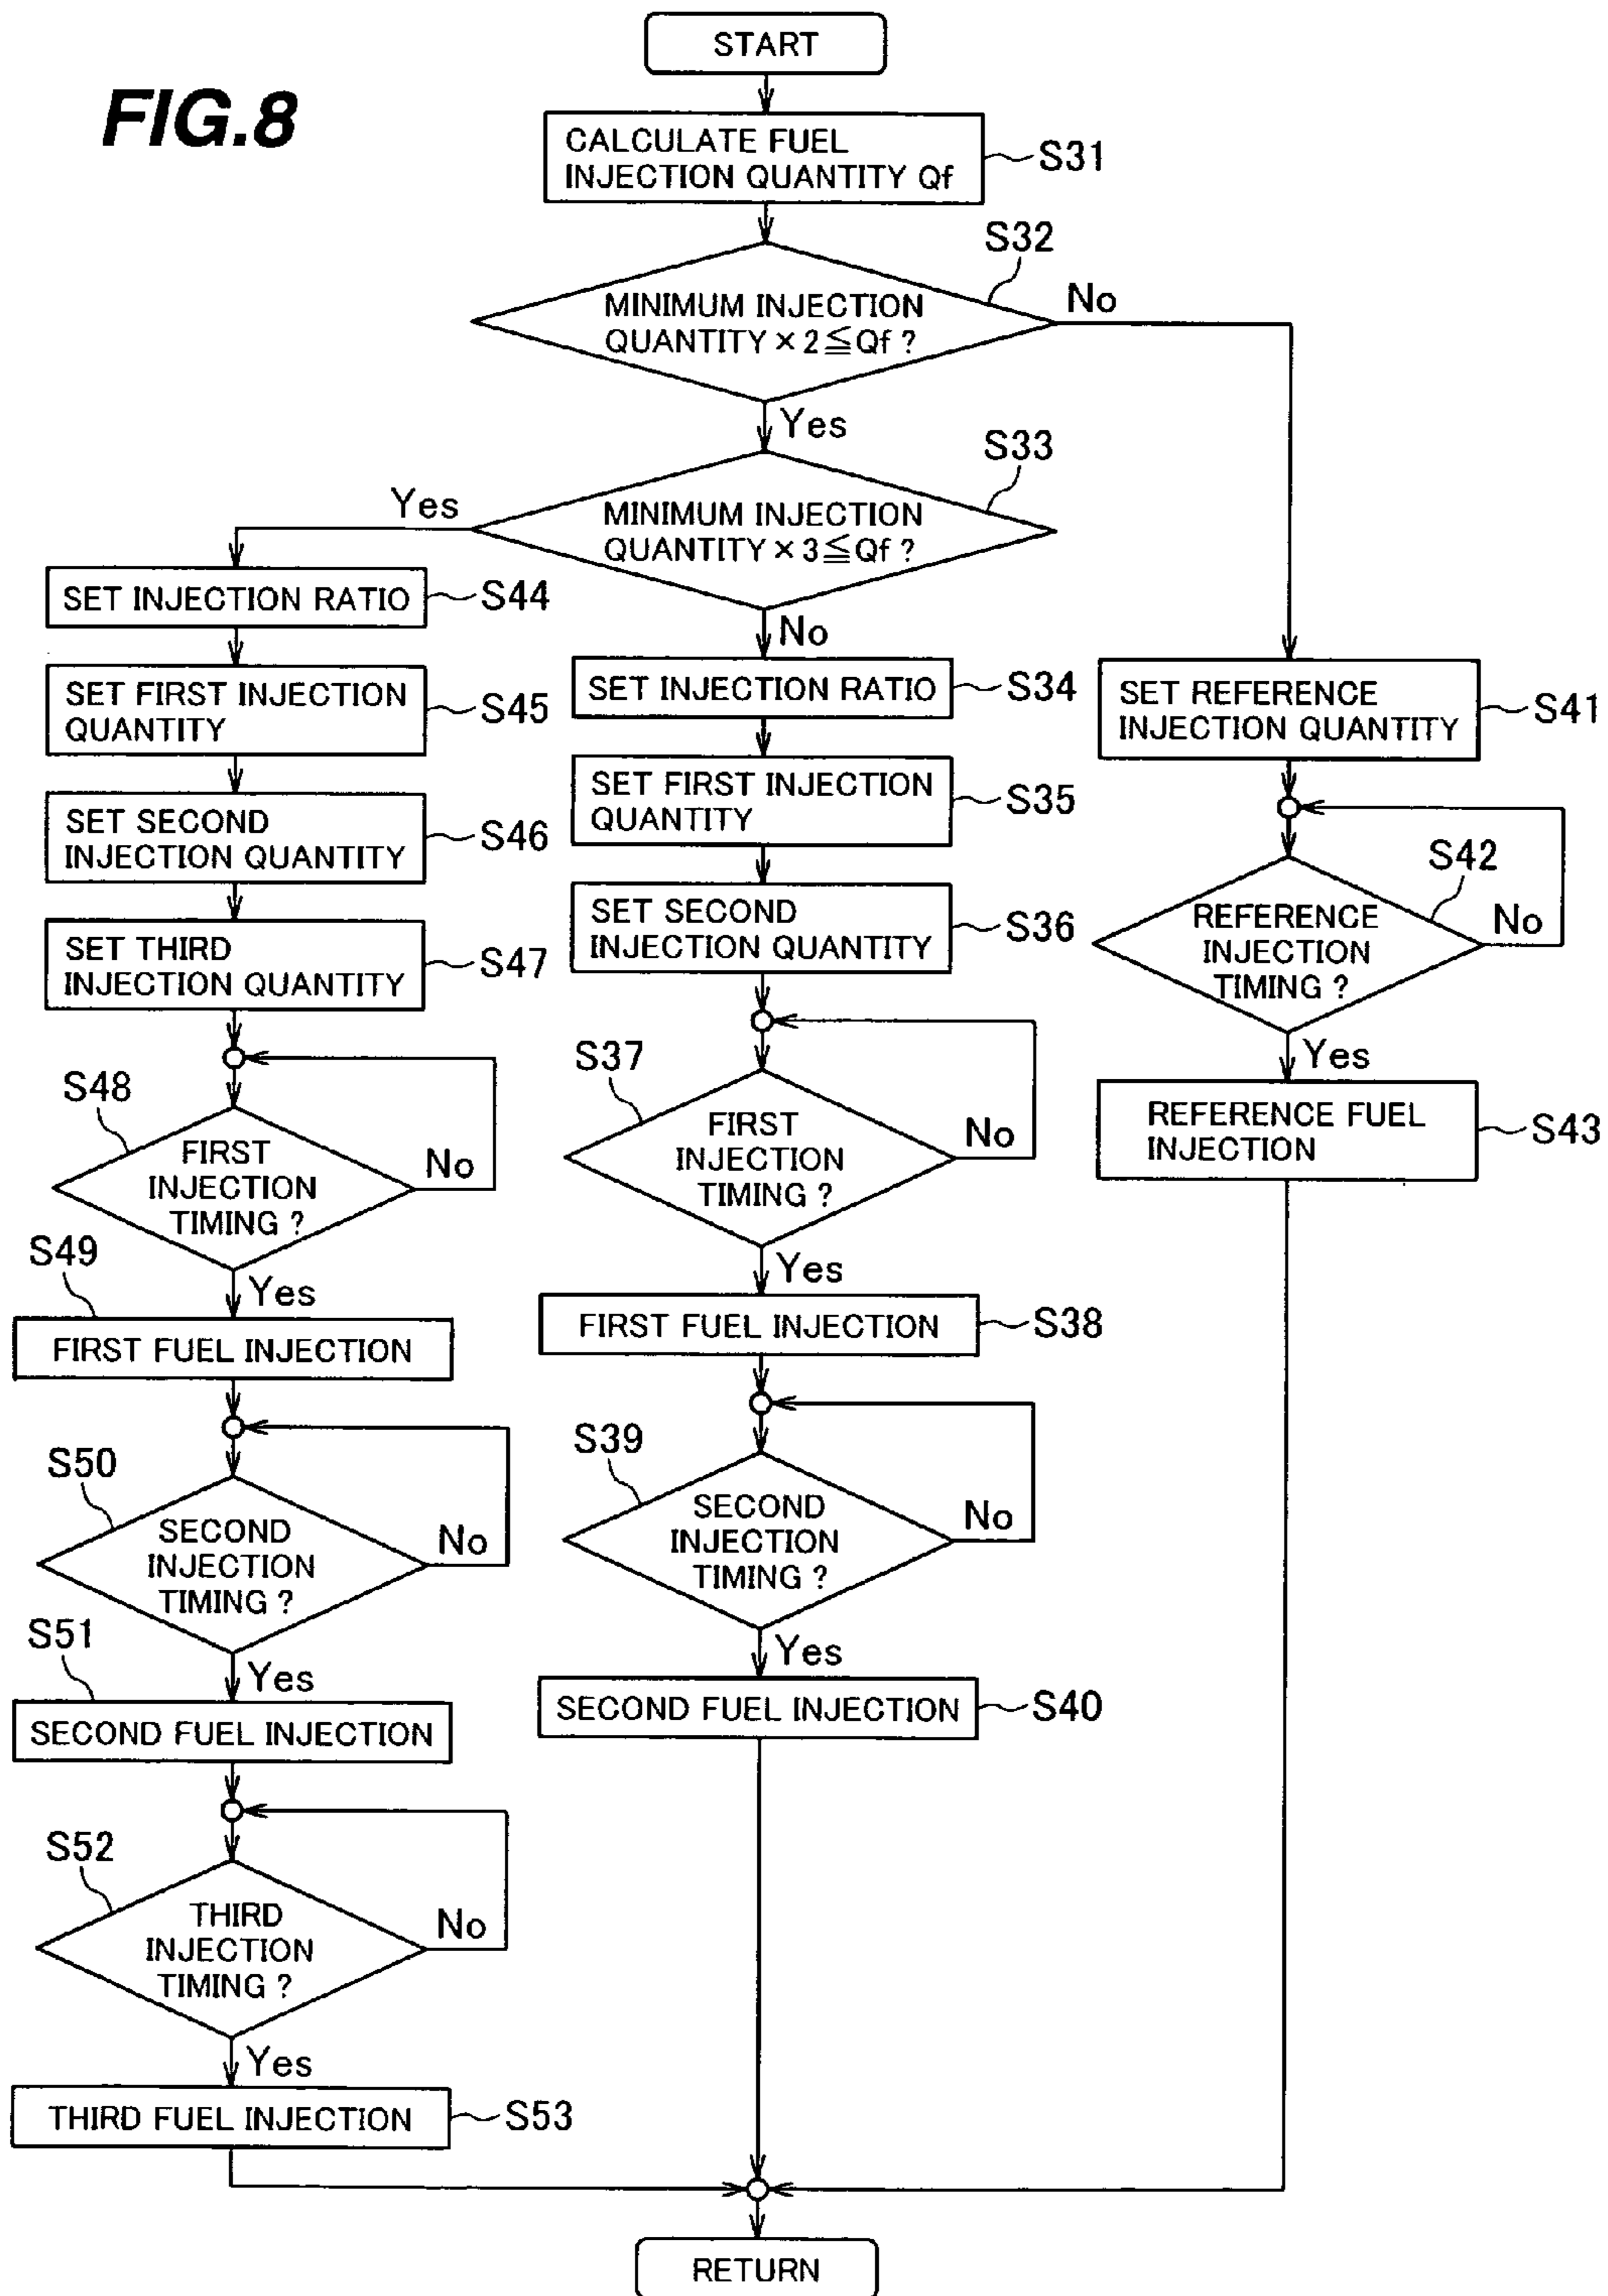 FIG.8
START
CALCULATE FUEL
INJECTION QUANTITY Qf
S31
S32
MINIMUM INJECTION
QUANTITY × 2 ≦ Qf ?
No
Yes
S33
MINIMUM INJECTION
QUANTITY × 3 ≦ Qf ?
Yes
No
SET INJECTION RATIO
S44
SET FIRST INJECTION
QUANTITY
S45
SET SECOND
INJECTION QUANTITY
S46
SET THIRD
INJECTION QUANTITY
S47
S48
FIRST
INJECTION
TIMING ?
No
Yes
S49
FIRST FUEL INJECTION
S50
SECOND
INJECTION
TIMING ?
No
Yes
S51
SECOND FUEL INJECTION
S52
THIRD
INJECTION
TIMING ?
No
Yes
THIRD FUEL INJECTION
S53
SET INJECTION RATIO
S34
SET FIRST INJECTION
QUANTITY
S35
SET SECOND
INJECTION QUANTITY
S36
S37
FIRST
INJECTION
TIMING ?
No
Yes
FIRST FUEL INJECTION
S38
S39
SECOND
INJECTION
TIMING ?
No
Yes
SECOND FUEL INJECTION
S40
SET REFERENCE
INJECTION QUANTITY
S41
S42
REFERENCE
INJECTION
TIMING ?
No
Yes
REFERENCE FUEL
INJECTION
S43
RETURN